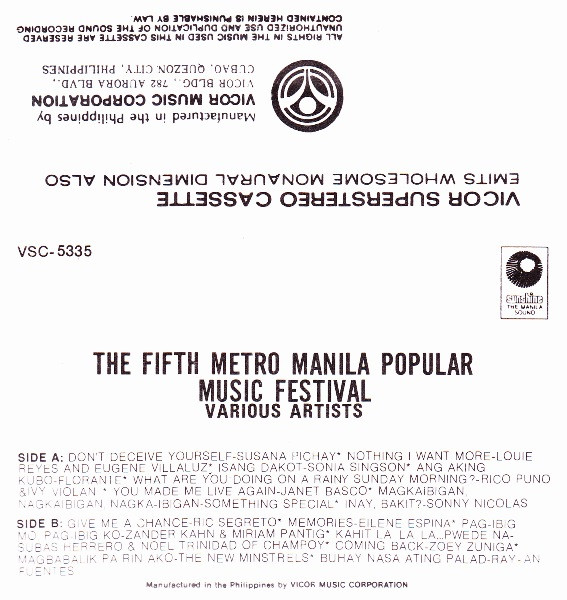 ALL RIGHTS IN THE MUSIC USED IN THIS CASSETTE ARE RESERVED
UNAUTHORIZED USE AND DUPLICATION OF THE SOUND RECORDING
CONTAINED HEREIN IS PUNISHABLE BY LAW.
Manufactured in the Philippines by
VICOR MUSIC CORPORATION
VICOR BLDG., 782 AURORA BLVD.,
CUBAO, QUEZON CITY, PHILIPPINES
VICOR SUPERSTEREO CASSETTE
EMITS WHOLESOME MONAURAL DIMENSION ALSO
VSC-5335
sunshine
THE MANILA
SOUND
THE FIFTH METRO MANILA POPULAR
MUSIC FESTIVAL
VARIOUS ARTISTS
SIDE A: DON'T DECEIVE YOURSELF-SUSANA PICHAY* NOTHING I WANT MORE-LOUIE
REYES AND EUGENE VILLALUZ* ISANG DAKOT-SONIA SINGSON* ANG AKING
KUBO-FLORANTE* WHAT ARE YOU DOING ON A RAINY SUNDAY MORNING?-RICO PUNO
&IVY VIOLAN * YOU MADE ME LIVE AGAIN-JANET BASCO* MAGKAIBIGAN,
NAGKAIBIGAN, NAGKA-IBIGAN-SOMETHING SPECIAL* INAY, BAKIT?-SONNY NICOLAS
SIDE B: GIVE ME A CHANCE-RIC SEGRETO* MEMORIES-EILENE ESPINA* PAG-IBIG
MO, PAG-IBIG KO-ZANDER KAHN & MIRIAM PANTIG* KAHIT LA LA LA...PWEDE NA-
SUBAS HERRERO & NOEL TRINIDAD OF CHAMPOY* COMING BACK-ZOEY ZUNIGA*
MAGBABALIK PA RIN AKO-THE NEW MINSTRELS* BUHAY NASA ATING PALAD-RAY-AN
FUENTES
Manufactured in the Philippines by VICOR MUSIC CORPORATION